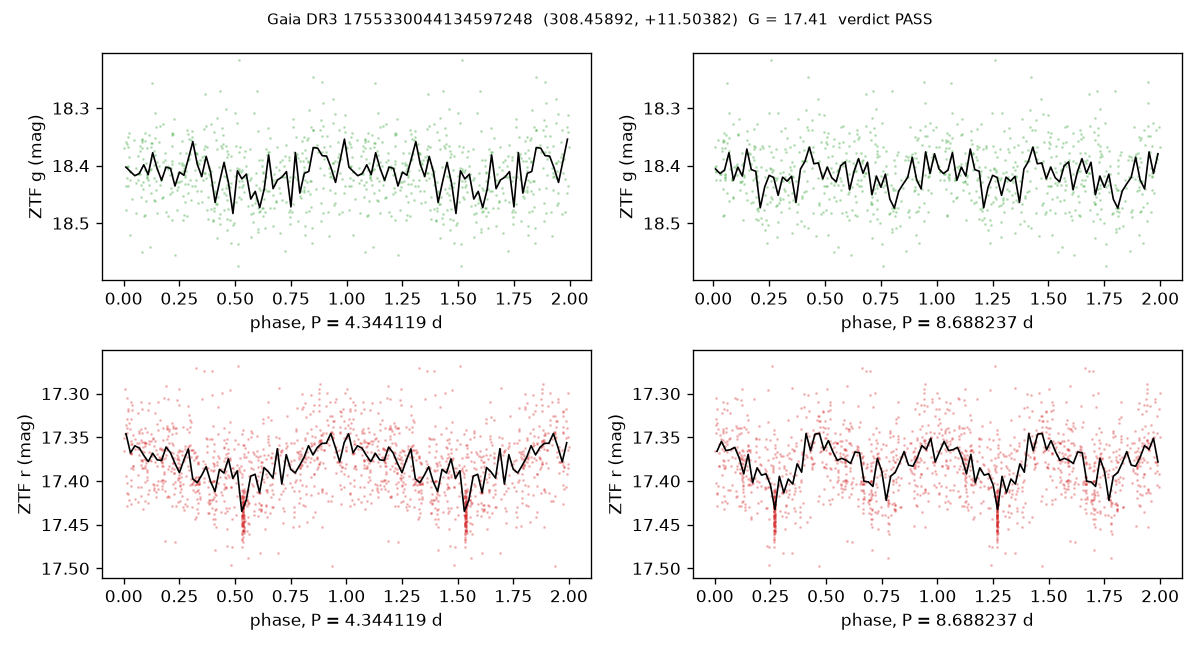 Gaia DR3 1755330044134597248 (308.45892, +11.50382) G = 17.41 verdict PASS
ZTF g (mag)
18.3
18.4
18.5
0.00 0.25 0.50 0.75 1.00 1.25 1.50 1.75 2.00
phase, P = 4.344119 d
ZTF g (mag)
18.3
18.4
18.5
0.00 0.25 0.50 0.75 1.00 1.25 1.50 1.75 2.00
phase, P = 8.688237 d
ZTF r (mag)
17.30
17.35
17.40
17.45
17.50
0.00 0.25 0.50 0.75 1.00 1.25 1.50 1.75 2.00
phase, P = 4.344119 d
ZTF r (mag)
17.30
17.35
17.40
17.45
17.50
0.00 0.25 0.50 0.75 1.00 1.25 1.50 1.75 2.00
phase, P = 8.688237 d